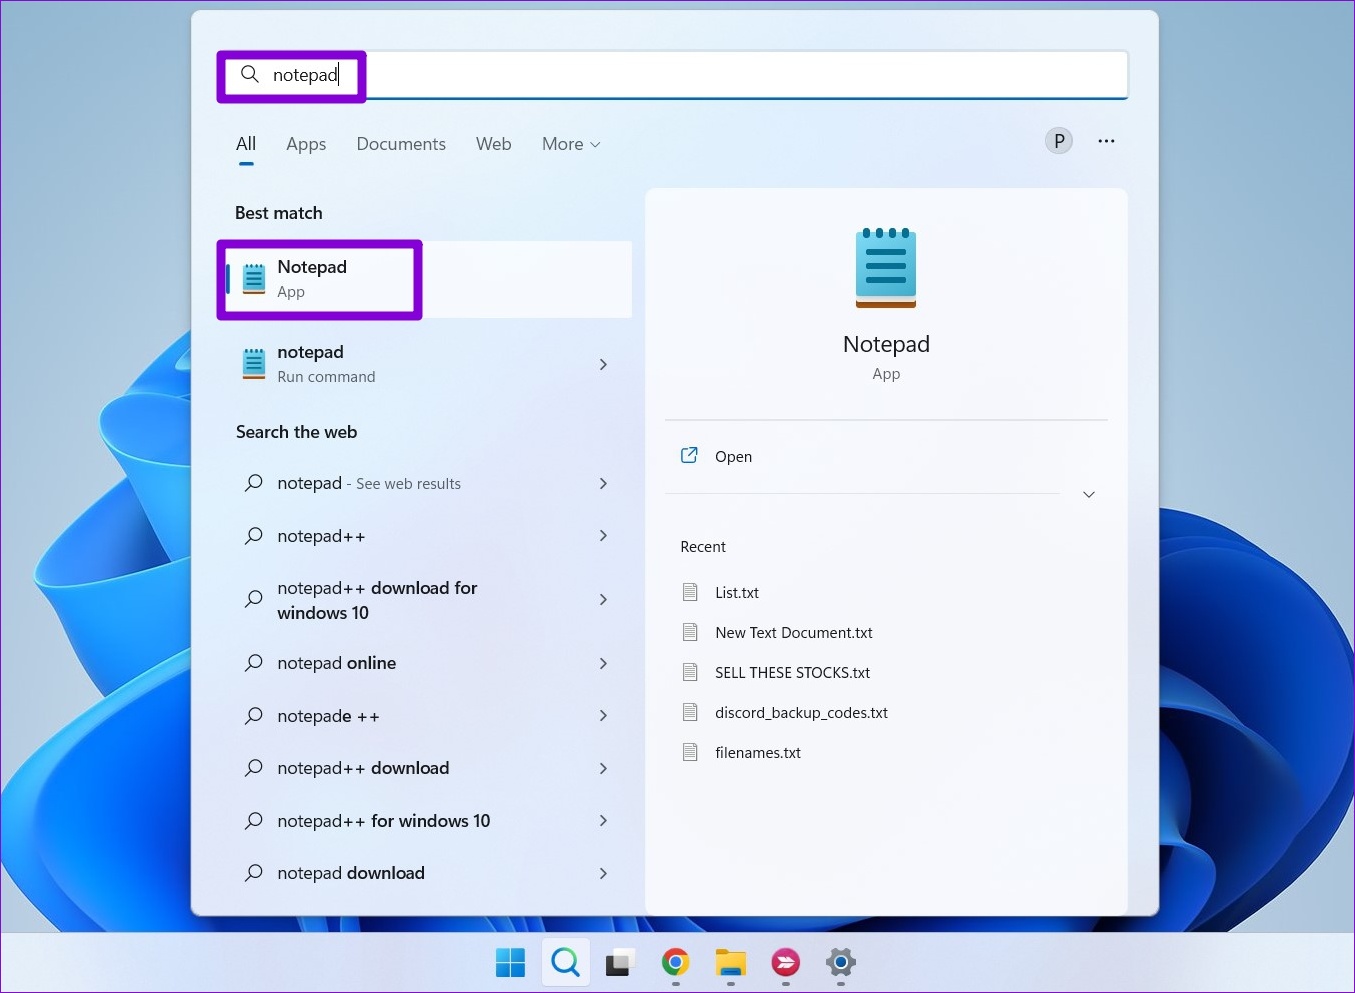 notepad
All Apps Documents Web More
P
Best match
Notepad
App
notepad
Run command
Search the web
notepad - See web results
notepad++
notepad++ download for
windows 10
notepad online
notepade ++
notepad++ download
notepad++ for windows 10
notepad download
Notepad
App
Open
Recent
List.txt
New Text Document.txt
SELL THESE STOCKS.txt
discord_backup_codes.txt
filenames.txt